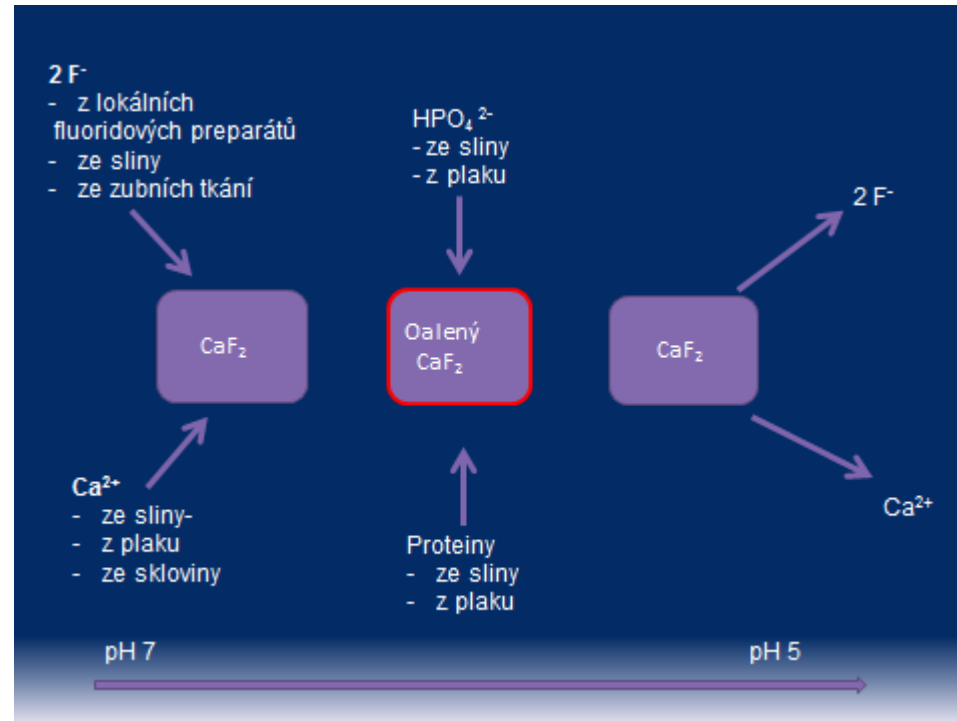 2 F⁻
- z lokálních
fluoridových preparátů
- ze sliny
- ze zubních tkání
HPO₄ ²⁻
- ze sliny
- z plaku
2 F⁻
CaF₂
Oalený
CaF₂
CaF₂
Ca²⁺
- ze sliny-
- z plaku
- ze skloviny
Proteiny
- ze sliny
- z plaku
Ca²⁺
pH 7
pH 5